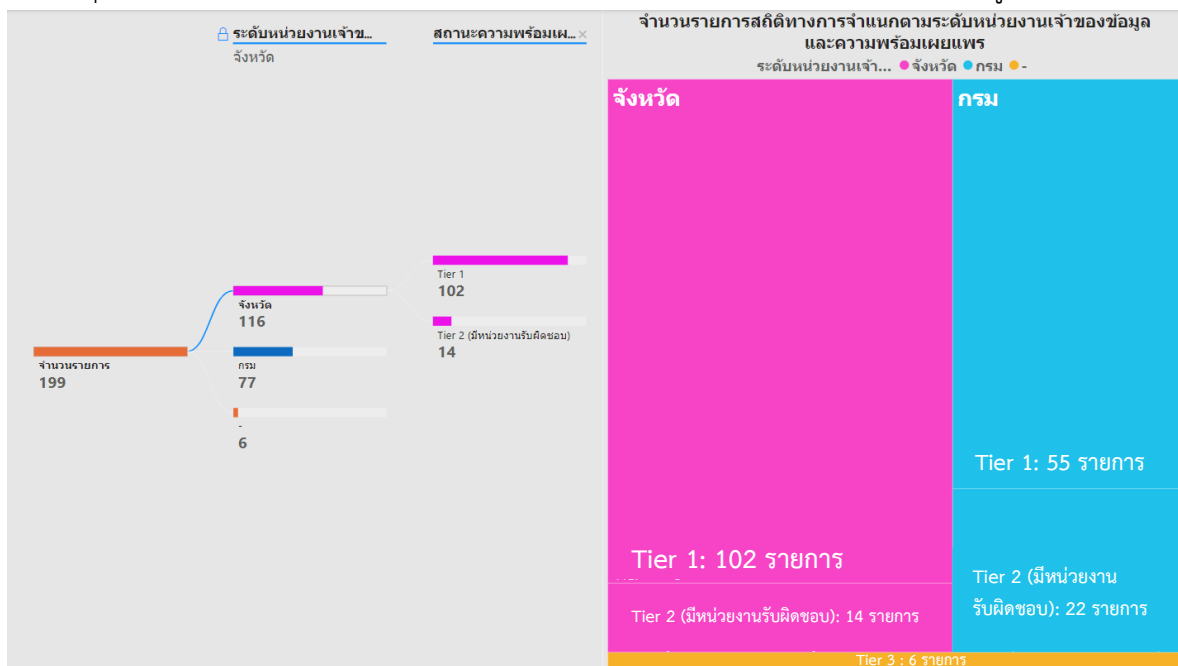 ระดับหน่วยงานเจ้าข...
จังหวัด
สถานะความพร้อมเผ...
จำนวนรายการ
199
จังหวัด
116
กรม
77
-
6
Tier 1
102
Tier 2 (มีหน่วยงานรับผิดชอบ)
14
จำนวนรายการสถิติทางการจำแนกตามระดับหน่วยงานเจ้าของข้อมูล
และความพร้อมเผยแพร
ระดับหน่วยงานเจ้า... จังหวัด กรม -
จังหวัด
Tier 1: 102 รายการ
Tier 2 (มีหน่วยงานรับผิดชอบ): 14 รายการ
กรม
Tier 1: 55 รายการ
Tier 2 (มีหน่วยงาน
รับผิดชอบ): 22 รายการ
Tier 3 : 6 รายการ